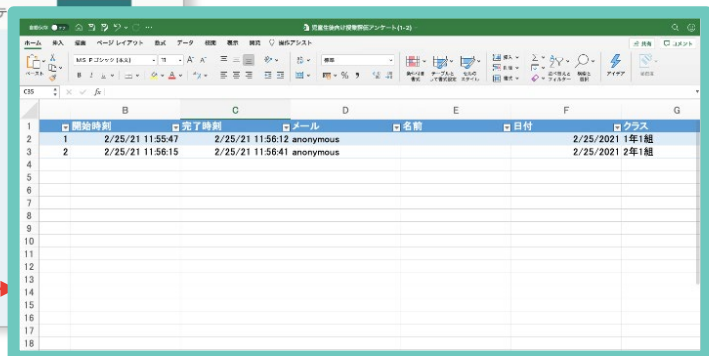 児童生徒向け授業評価アンケート(1-2)
ホーム 挿入 描画 ページ レイアウト 数式 データ 校閲 表示 開発 操作アシスト 共有 コメント
MS Pゴシック (本文) 11 標準
ペースト アイデア
C35 fx
B C D E F G
1 開始時刻 完了時刻 メール 名前 日付 クラス
2 1 2/25/21 11:55:47 2/25/21 11:56:12 anonymous 2/25/2021 1年1組
3 2 2/25/21 11:56:15 2/25/21 11:56:41 anonymous 2/25/2021 2年1組
4
5
6
7
8
9
10
11
12
13
14
15
16
17
18